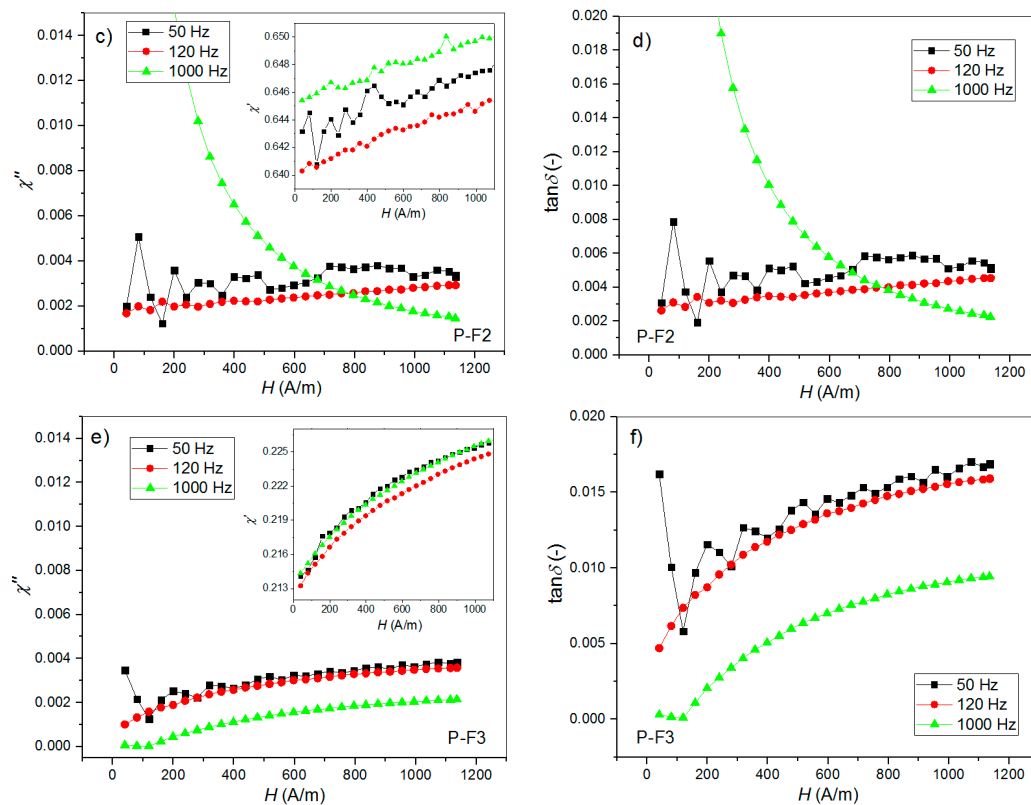 c)
50 Hz
120 Hz
1000 Hz
0.014
0.012
0.010
0.008
0.006
0.004
0.002
0.000
χ''
0.650
0.648
0.645
0.643
0.640
χ'
0 200 400 600 800 1000
H (A/m)
P-F2
0 200 400 600 800 1000 1200
H (A/m)
d)
50 Hz
120 Hz
1000 Hz
0.020
0.018
0.016
0.014
0.012
0.010
0.008
0.006
0.004
0.002
0.000
tanδ (-)
P-F2
0 200 400 600 800 1000 1200
H (A/m)
e)
50 Hz
120 Hz
1000 Hz
0.014
0.012
0.010
0.008
0.006
0.004
0.002
0.000
χ''
0.225
0.222
0.219
0.216
0.213
χ'
0 200 400 600 800 1000
H (A/m)
P-F3
0 200 400 600 800 1000 1200
H (A/m)
f)
0.020
0.015
0.010
0.005
0.000
tanδ (-)
50 Hz
120 Hz
1000 Hz
P-F3
0 200 400 600 800 1000 1200
H (A/m)